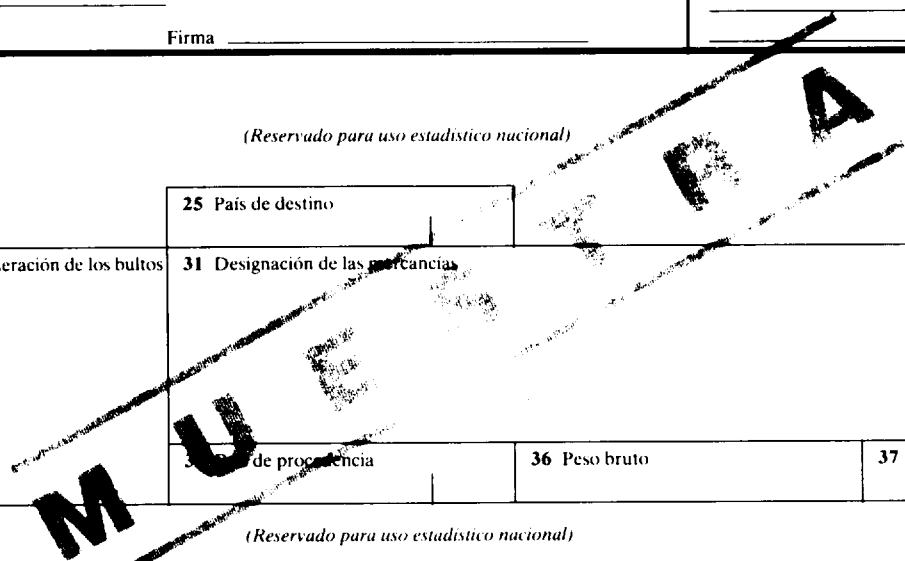 Firma
(Reservado para uso estadístico nacional)
25 País de destino
de los bultos
31 Designación de las mercancías
de procedencia
36 Peso bruto
37
(Reservado para uso estadístico nacional)
MUESTRA